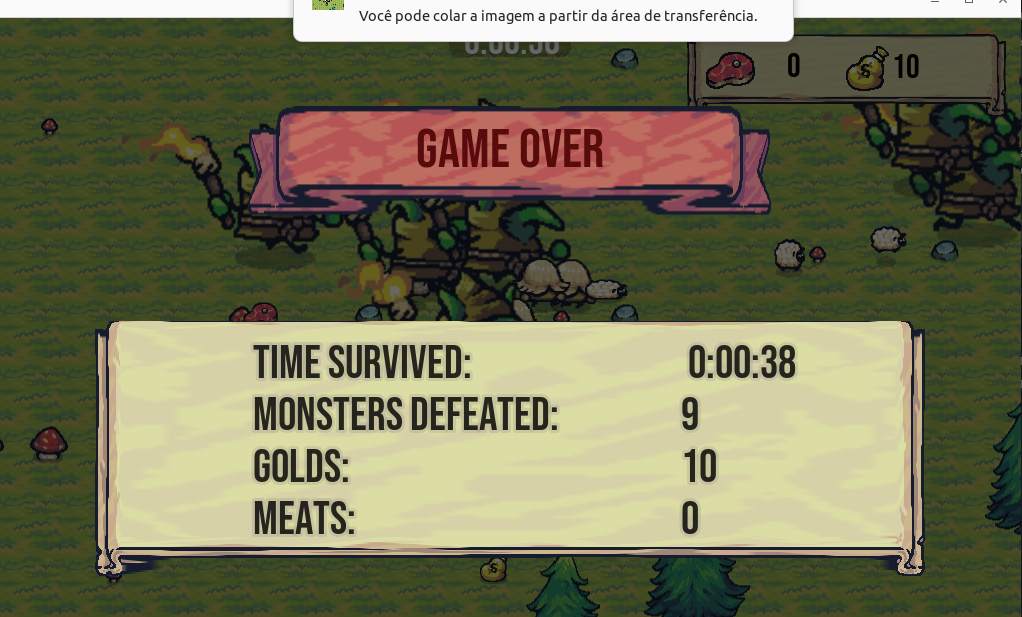 Você pode colar a imagem a partir da área de transferência.
0 10
GAME OVER
TIME SURVIVED: 0:00:38
MONSTERS DEFEATED: 9
GOLDS: 10
MEATS: 0